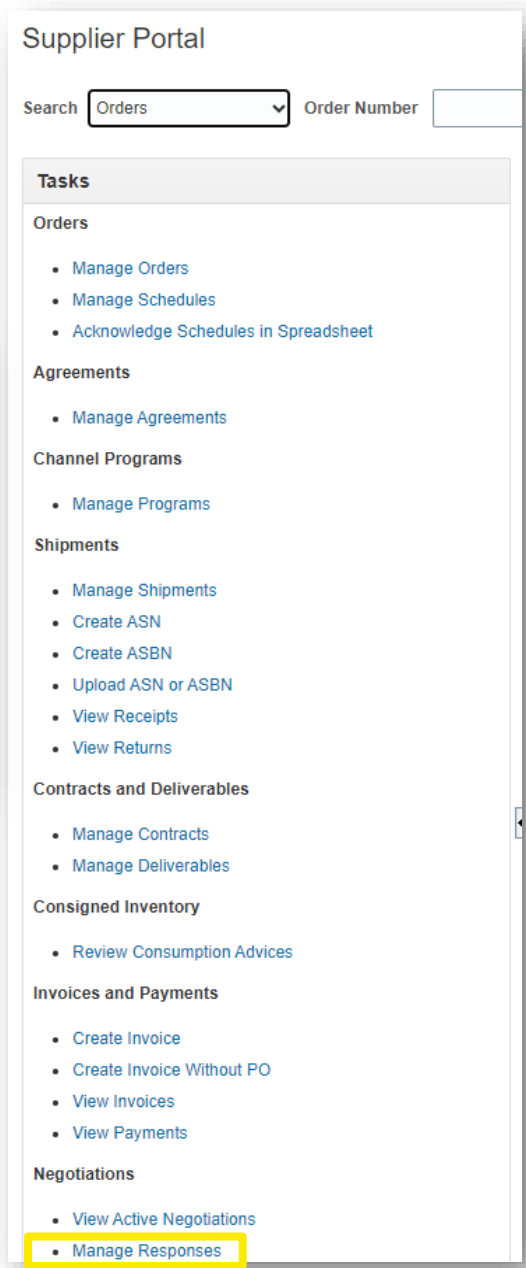 Supplier Portal
Search Orders Order Number
Tasks
Orders
Manage Orders
Manage Schedules
Acknowledge Schedules in Spreadsheet
Agreements
Manage Agreements
Channel Programs
Manage Programs
Shipments
Manage Shipments
Create ASN
Create ASBN
Upload ASN or ASBN
View Receipts
View Returns
Contracts and Deliverables
Manage Contracts
Manage Deliverables
Consigned Inventory
Review Consumption Advices
Invoices and Payments
Create Invoice
Create Invoice Without PO
View Invoices
View Payments
Negotiations
View Active Negotiations
Manage Responses